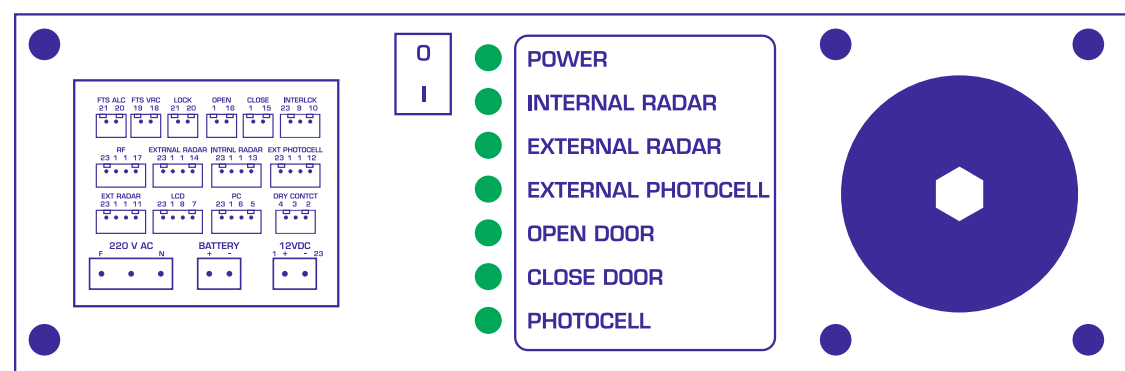 FTS ALC FTS VRC LOCK OPEN CLOSE INTERLCK
21 20 19 18 21 20 1 16 1 15 23 9 10
RF EXTRNAL RADAR INTRNL RADAR EXT PHOTOCELL
23 1 1 17 23 1 1 14 23 1 1 13 23 1 1 12
EXT RADAR LCD PC DRY CONTCT
23 1 1 11 23 1 8 7 23 1 6 5 4 3 2
220 V AC BATTERY 12VDC
F N + - 1 + - 23
O
I
POWER
INTERNAL RADAR
EXTERNAL RADAR
EXTERNAL PHOTOCELL
OPEN DOOR
CLOSE DOOR
PHOTOCELL